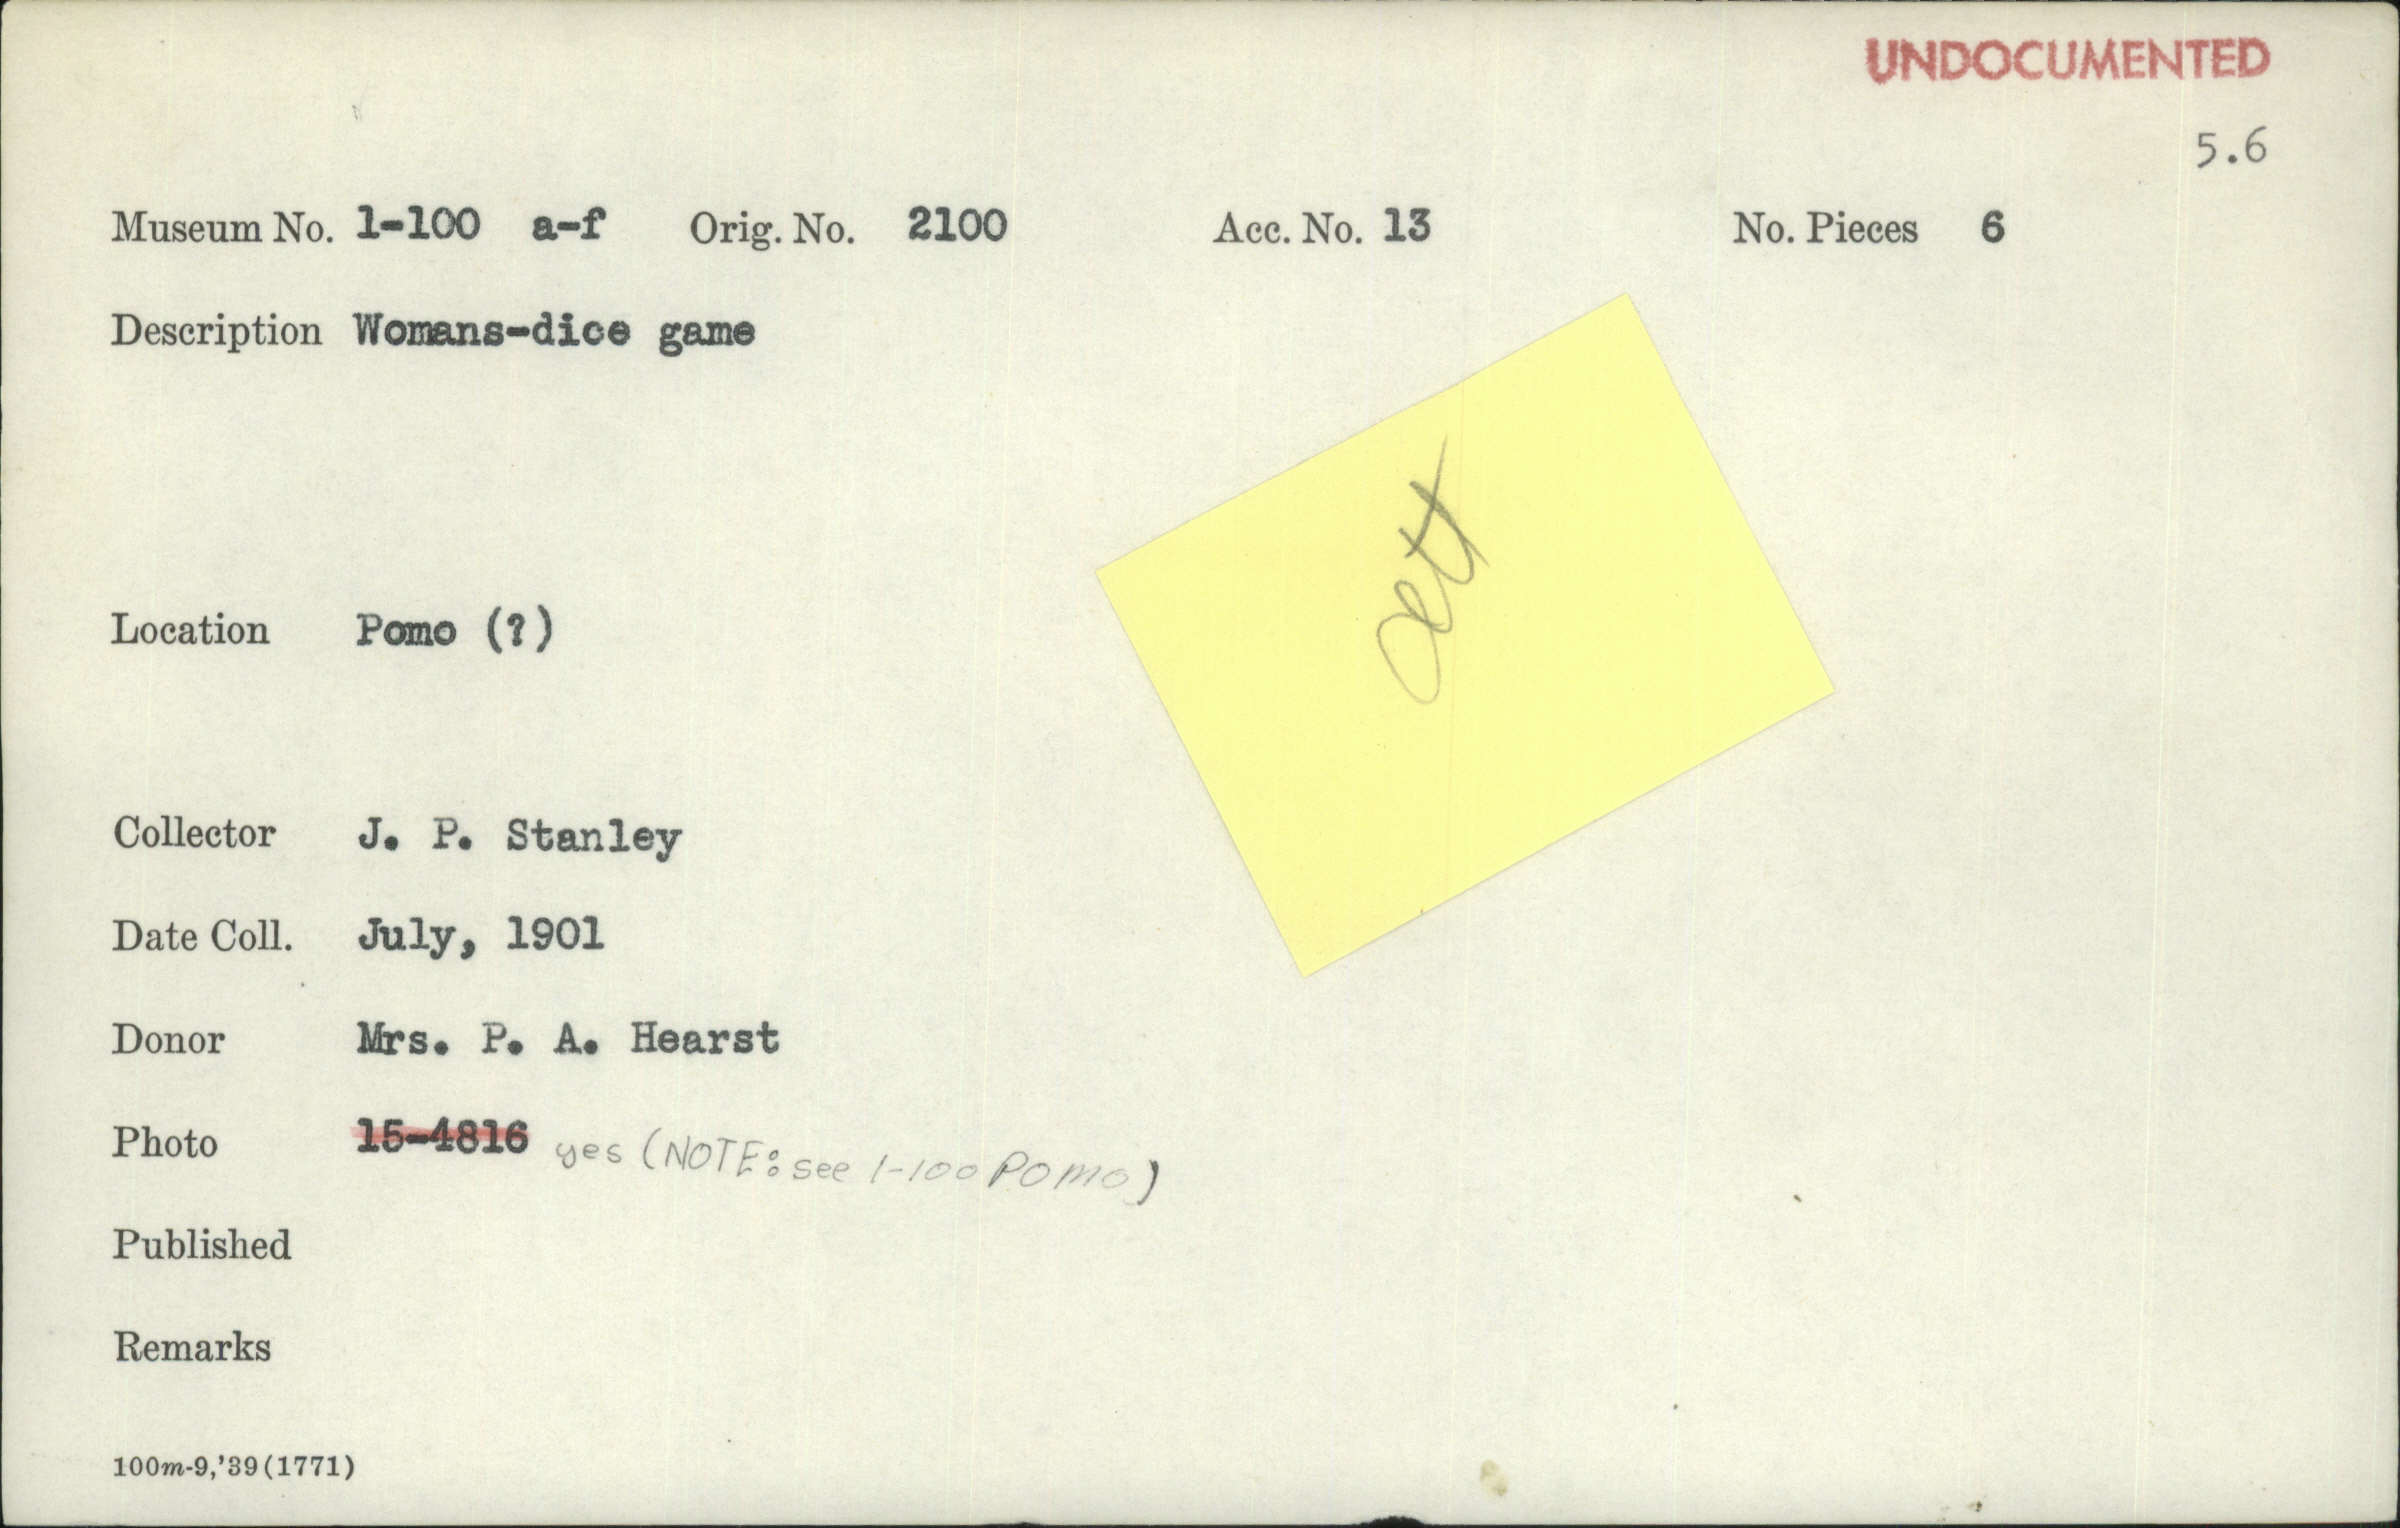 UNDOCUMENTED
5.6
Museum No. 1-100 a-f Orig. No. 2100 Acc. No. 13 No. Pieces 6
Description Womans-dice game
Location Pomo (?)
Collector J. P. Stanley
Date Coll. July, 1901
Donor Mrs. P. A. Hearst
Photo 15-4816 yes (NOTE: see 1-100 POMO)
Published
Remarks
100m-9,'39(1771)